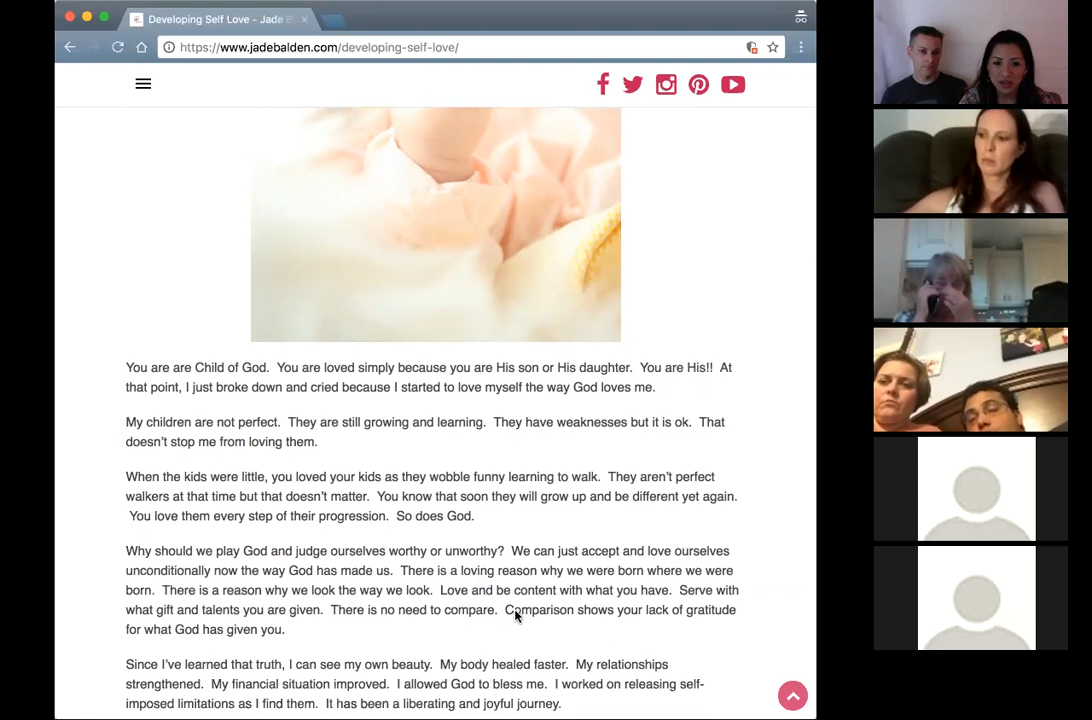 Developing Self Love - Jade
https://www.jadebalden.com/developing-self-love/
You are are Child of God. You are loved simply because you are His son or His daughter. You are His!! At
that point, I just broke down and cried because I started to love myself the way God loves me.
My children are not perfect. They are still growing and learning. They have weaknesses but it is ok. That
doesn't stop me from loving them.
When the kids were little, you loved your kids as they wobble funny learning to walk. They aren't perfect
walkers at that time but that doesn't matter. You know that soon they will grow up and be different yet again.
You love them every step of their progression. So does God.
Why should we play God and judge ourselves worthy or unworthy? We can just accept and love ourselves
unconditionally now the way God has made us. There is a loving reason why we were born where we were
born. There is a reason why we look the way we look. Love and be content with what you have. Serve with
what gift and talents you are given. There is no need to compare. Comparison shows your lack of gratitude
for what God has given you.
Since I've learned that truth, I can see my own beauty. My body healed faster. My relationships
strengthened. My financial situation improved. I allowed God to bless me. I worked on releasing self-
imposed limitations as I find them. It has been a liberating and joyful journey.